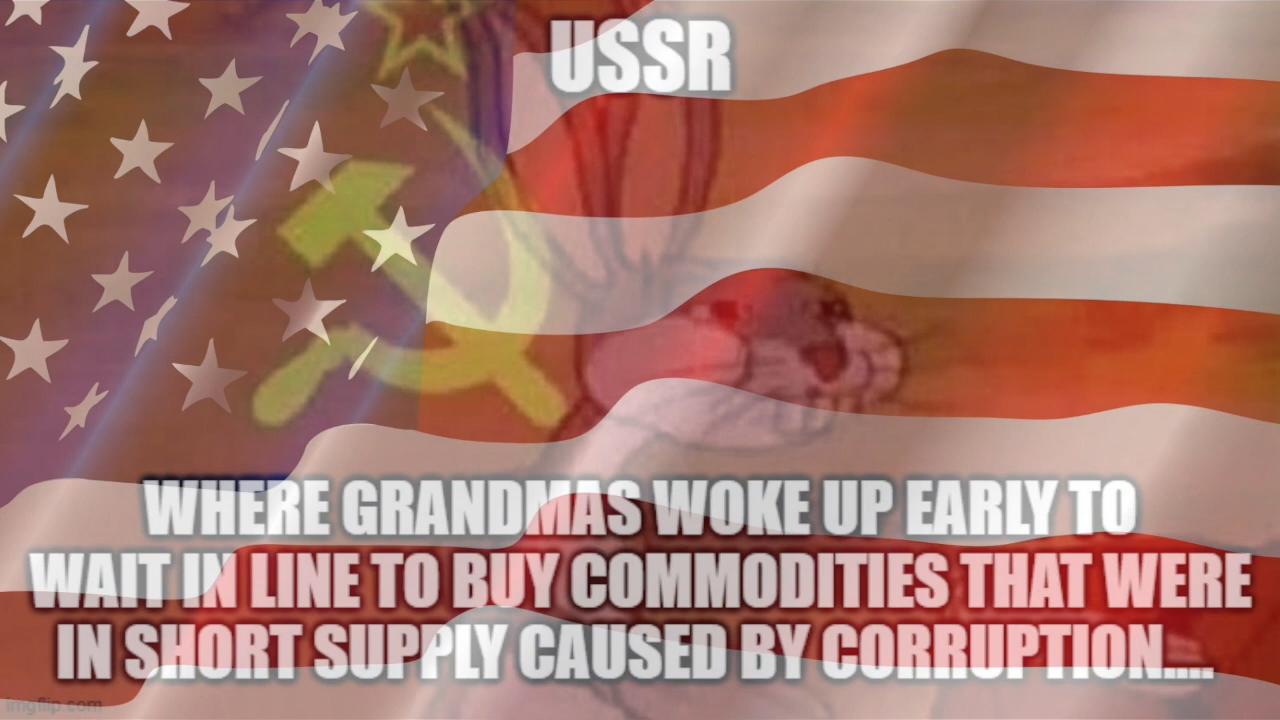 USSR
WHERE GRANDMAS WOKE UP EARLY TO
WAIT IN LINE TO BUY COMMODITIES THAT WERE
IN SHORT SUPPLY CAUSED BY CORRUPTION....
imgflip.com